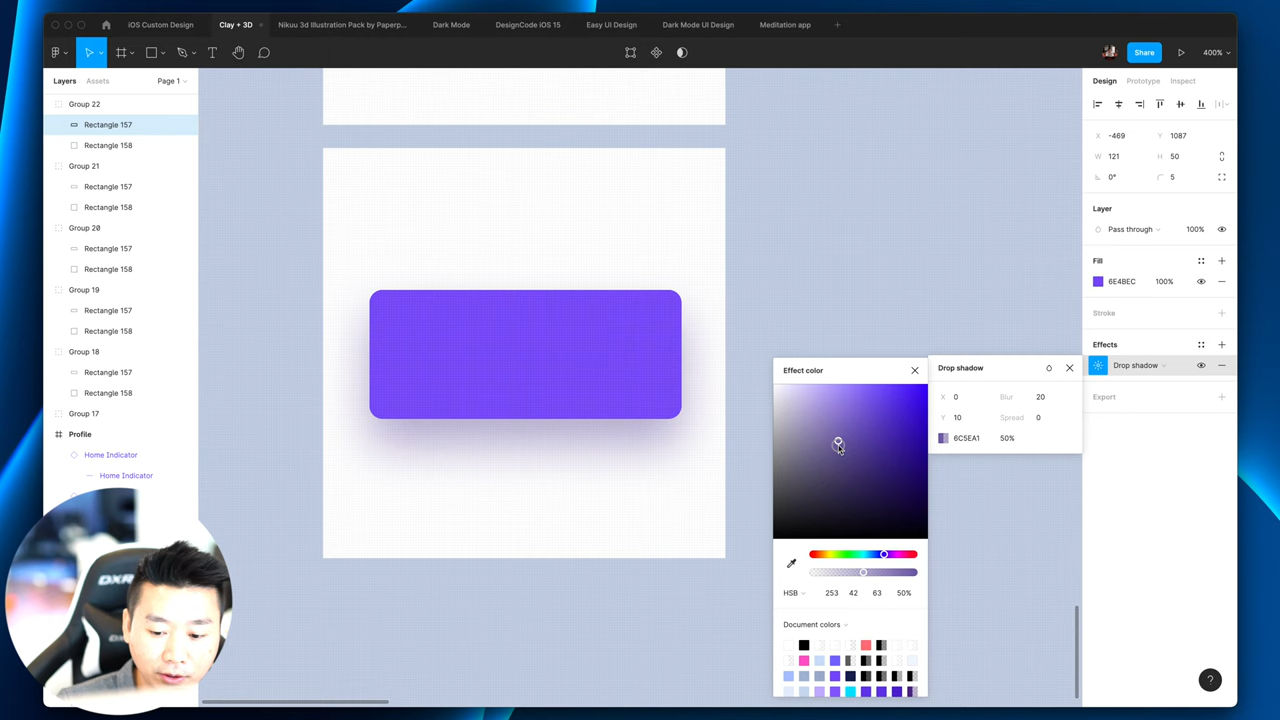 iOS Custom Design
Clay + 3D
Nikuu 3d Illustration Pack by Paperp...
Dark Mode
DesignCode iOS 15
Easy UI Design
Dark Mode UI Design
Meditation app
Share
400%
Layers
Assets
Page 1
Design
Prototype
Inspect
Group 22
Rectangle 157
Rectangle 158
Group 21
Rectangle 157
Rectangle 158
Group 20
Rectangle 157
Rectangle 158
Group 19
Rectangle 157
Rectangle 158
Group 18
Rectangle 157
Rectangle 158
Group 17
Profile
Home Indicator
Home Indicator
X -469 Y 1087
W 121 H 50
0° 5
Layer
Pass through 100%
Fill
6E4BEC 100%
Stroke
Effects
Drop shadow
Export
Effect color
Drop shadow
X 0 Blur 20
Y 10 Spread 0
6C5EA1 50%
HSB 253 42 63 50%
Document colors
?
DXR